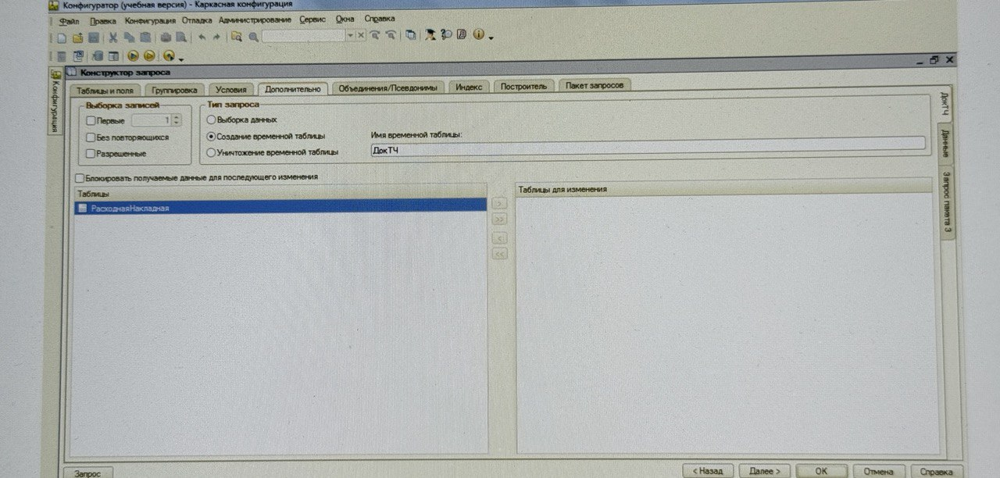 Конфигуратор (учебная версия) - Каркасная конфигурация
Файл Правка Конфигурация Отладка Администрирование Сервис Окна Справка
Конструктор запроса
Таблицы и поля Группировка Условия Дополнительно Объединения/Псевдонимы Индекс Построитель Пакет запросов
Выборка записей
Первые 1
Без повторяющихся
Разрешенные
Тип запроса
Выборка данных
Создание временной таблицы
Уничтожение временной таблицы
Имя временной таблицы:
ДокТЧ
Блокировать получаемые данные для последующего изменения
Таблицы
РасходнаяНакладная
>
>>
<
<<
Таблицы для изменения
Конфигурация
ДокТЧ
Данные
Запрос пакета 3
Запрос
< Назад Далее > ОК Отмена Справка